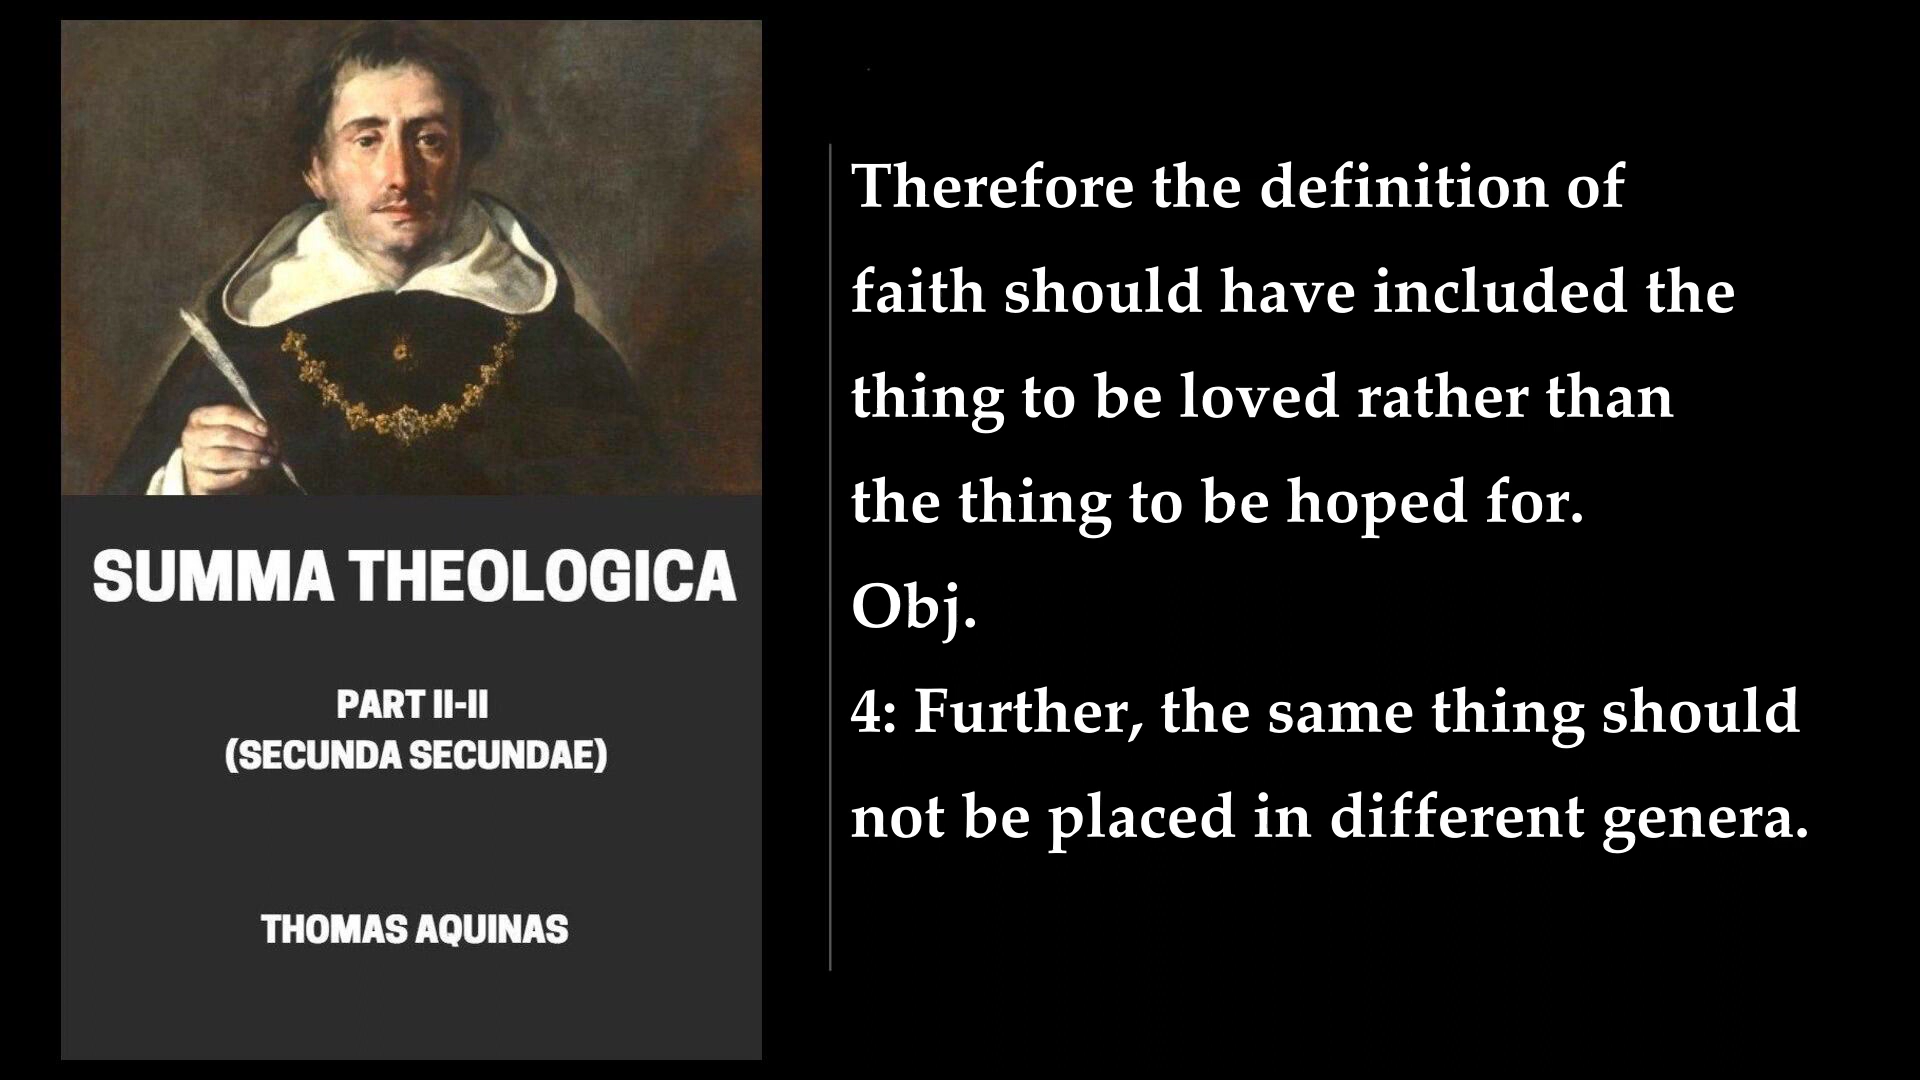 SUMMA THEOLOGICA
PART II-II
(SECUNDA SECUNDAE)
THOMAS AQUINAS
Therefore the definition of
faith should have included the
thing to be loved rather than
the thing to be hoped for.
Obj.
4: Further, the same thing should
not be placed in different genera.